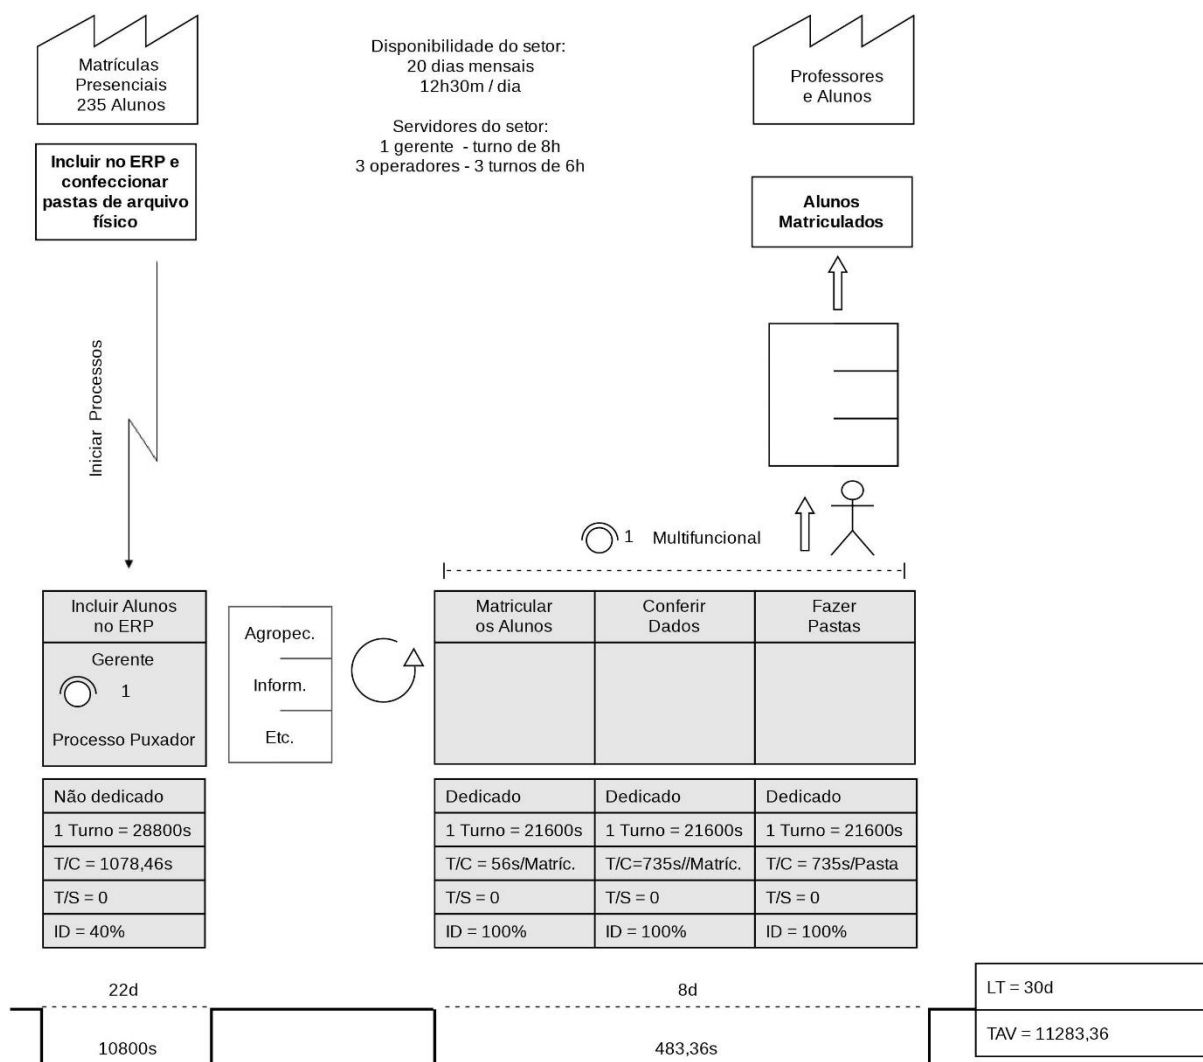 Matrículas
Presenciais
235 Alunos
Disponibilidade do setor:
20 dias mensais
12h30m / dia
Servidores do setor:
1 gerente - turno de 8h
3 operadores - 3 turnos de 6h
Professores
e Alunos
Incluir no ERP e
confeccionar
pastas de arquivo
físico
Alunos
Matriculados
Iniciar Processos
1 Multifuncional
Incluir Alunos
no ERP
Gerente
1
Processo Puxador
Agropec.
Inform.
Etc.
Matricular
os Alunos
Conferir
Dados
Fazer
Pastas
Não dedicado
1 Turno = 28800s
T/C = 1078,46s
T/S = 0
ID = 40%
Dedicado
1 Turno = 21600s
T/C = 56s/Matríc.
T/S = 0
ID = 100%
Dedicado
1 Turno = 21600s
T/C=735s//Matríc.
T/S = 0
ID = 100%
Dedicado
1 Turno = 21600s
T/C = 735s/Pasta
T/S = 0
ID = 100%
22d
8d
LT = 30d
10800s
483,36s
TAV = 11283,36